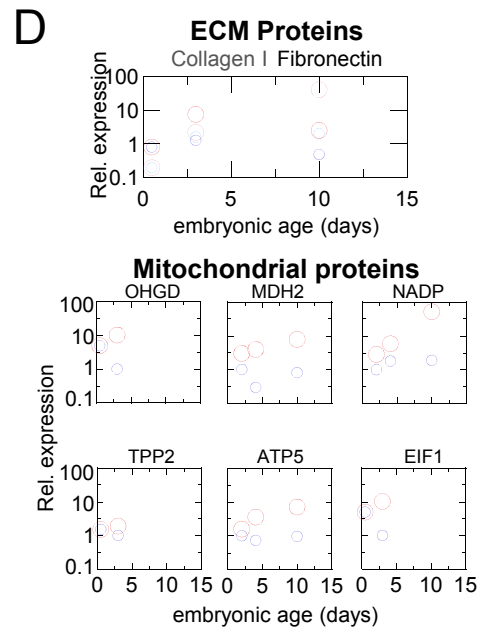 D
ECM Proteins
Collagen I Fibronectin
Rel. expression
100
10
1
0.1
0 5 10 15
embryonic age (days)
Mitochondrial proteins
OHGD MDH2 NADP
Rel. expression
100
10
1
0.1
TPP2 ATP5 EIF1
100
10
1
0.1
0 5 10 15 0 5 10 15 0 5 10 15
embryonic age (days)